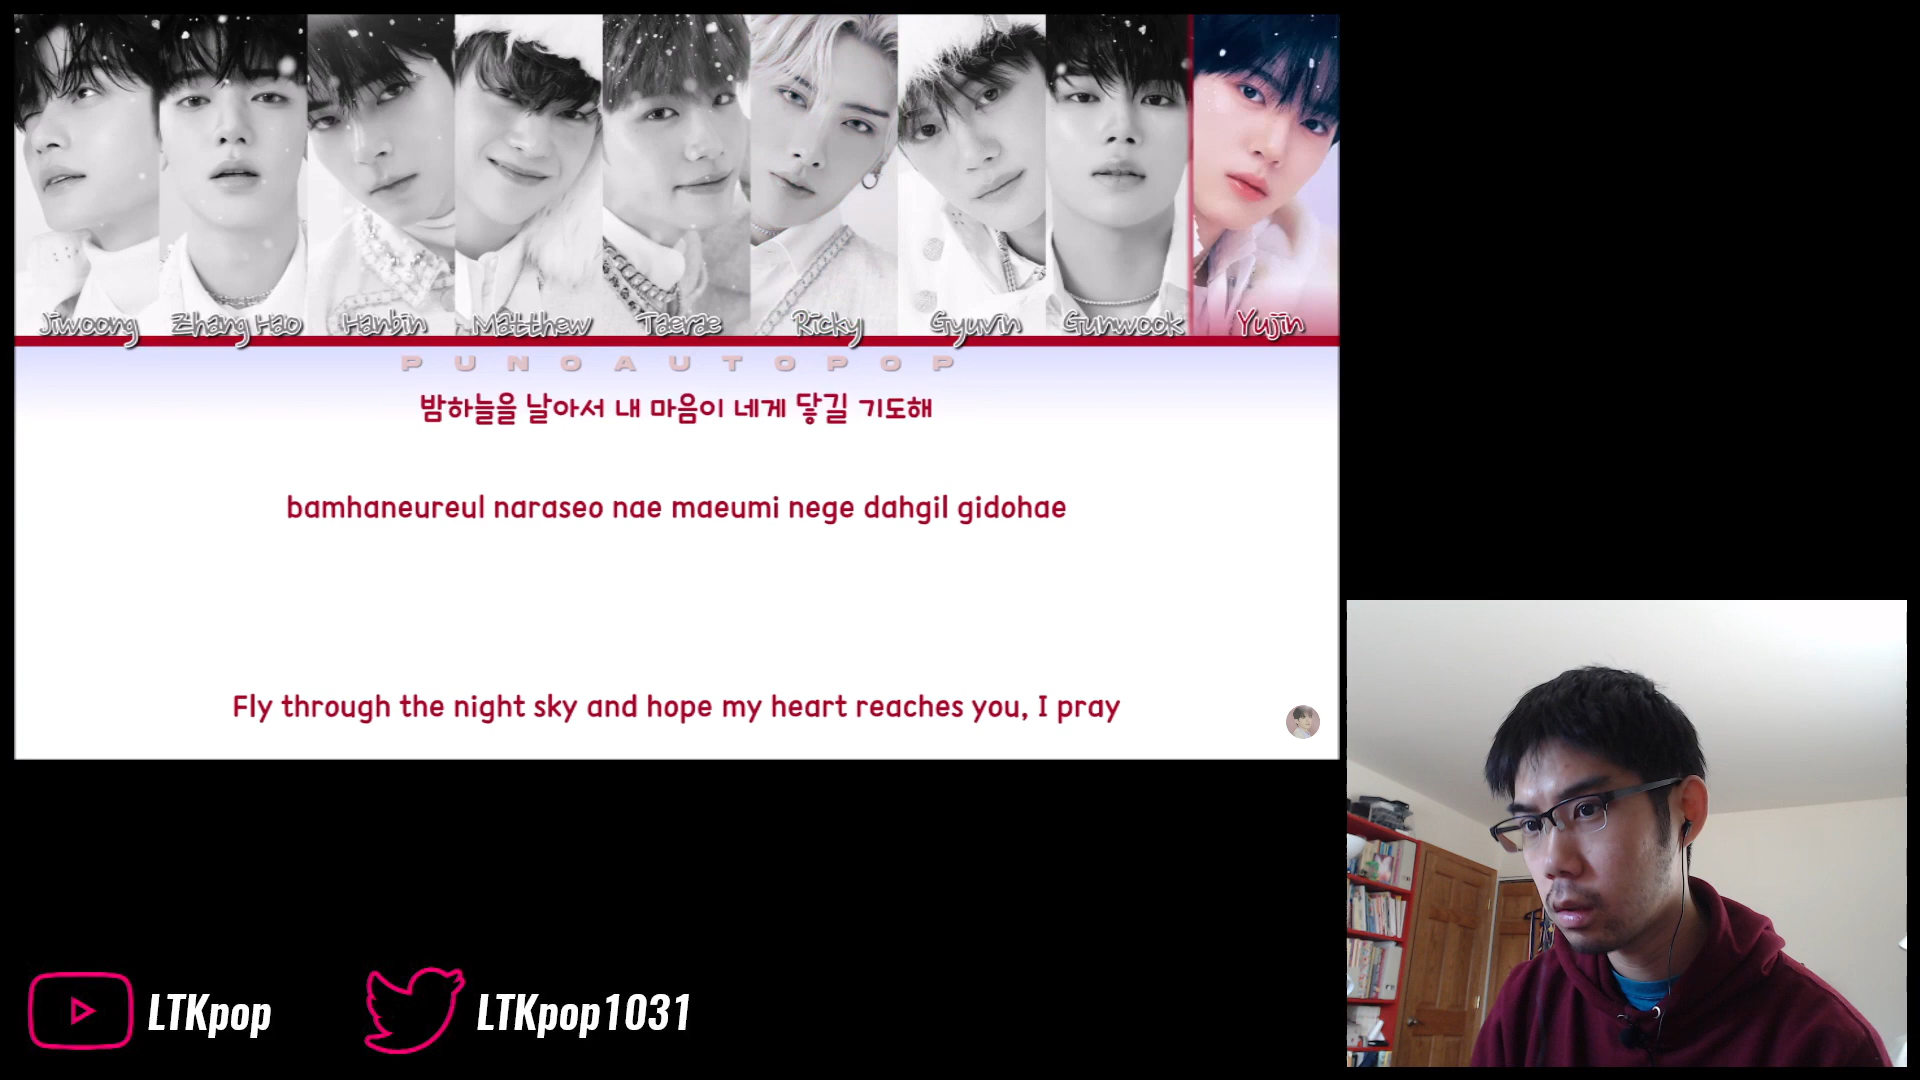 Jiwoong Zhang Hao Hanbin Matthew Taerae Ricky Gyuvin Gunwook Yujin
PUNOAUTOPOP
밤하늘을 날아서 내 마음이 네게 닿길 기도해
bamhaneureul naraseo nae maeumi nege dahgil gidohae
Fly through the night sky and hope my heart reaches you, I pray
LTKpop LTKpop1031